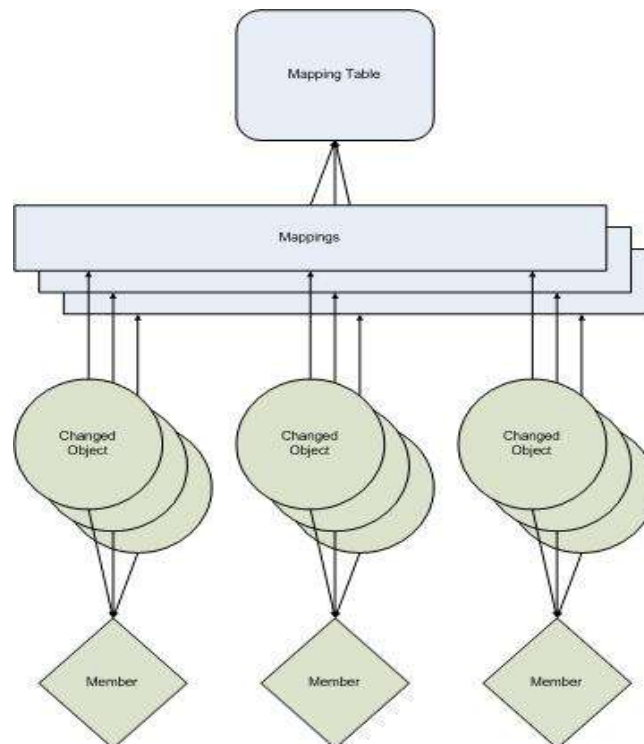 Mapping Table
Mappings
Changed
Object
Changed
Object
Changed
Object
Member
Member
Member